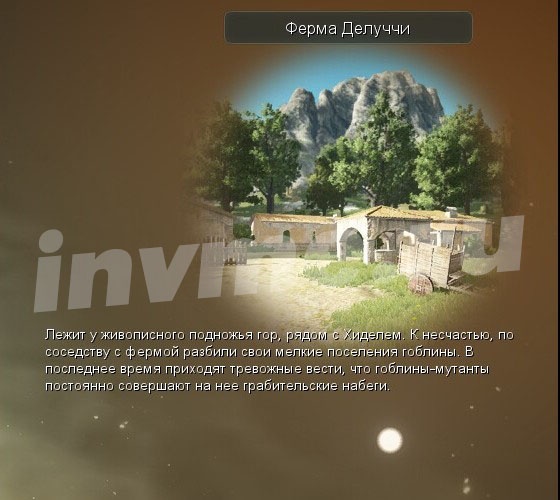 Ферма Делуччи
Лежит у живописного подножья гор, рядом с Хиделем. К несчастью, по
соседству с фермой разбили свои мелкие поселения гоблины. В
последнее время приходят тревожные вести, что гоблины-мутанты
постоянно совершают на нее грабительские набеги.